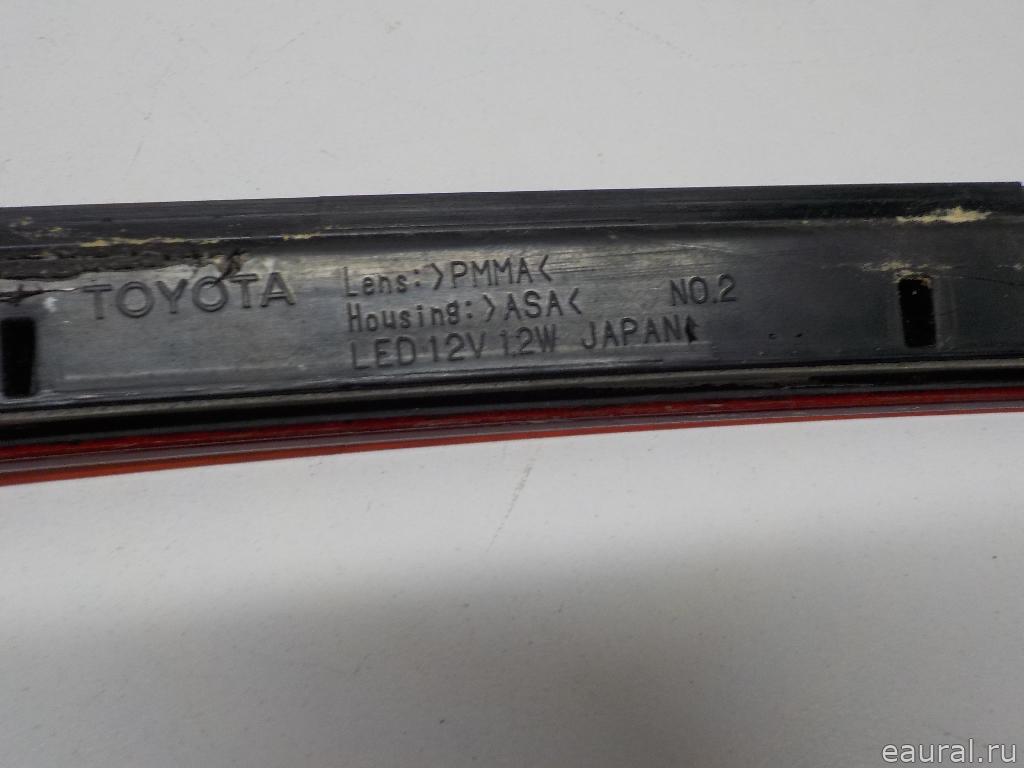 TOYOTA
Lens:>PMMA<
Housing:>ASA<
NO.2
LED 12V 1.2W JAPAN
eaural.ru